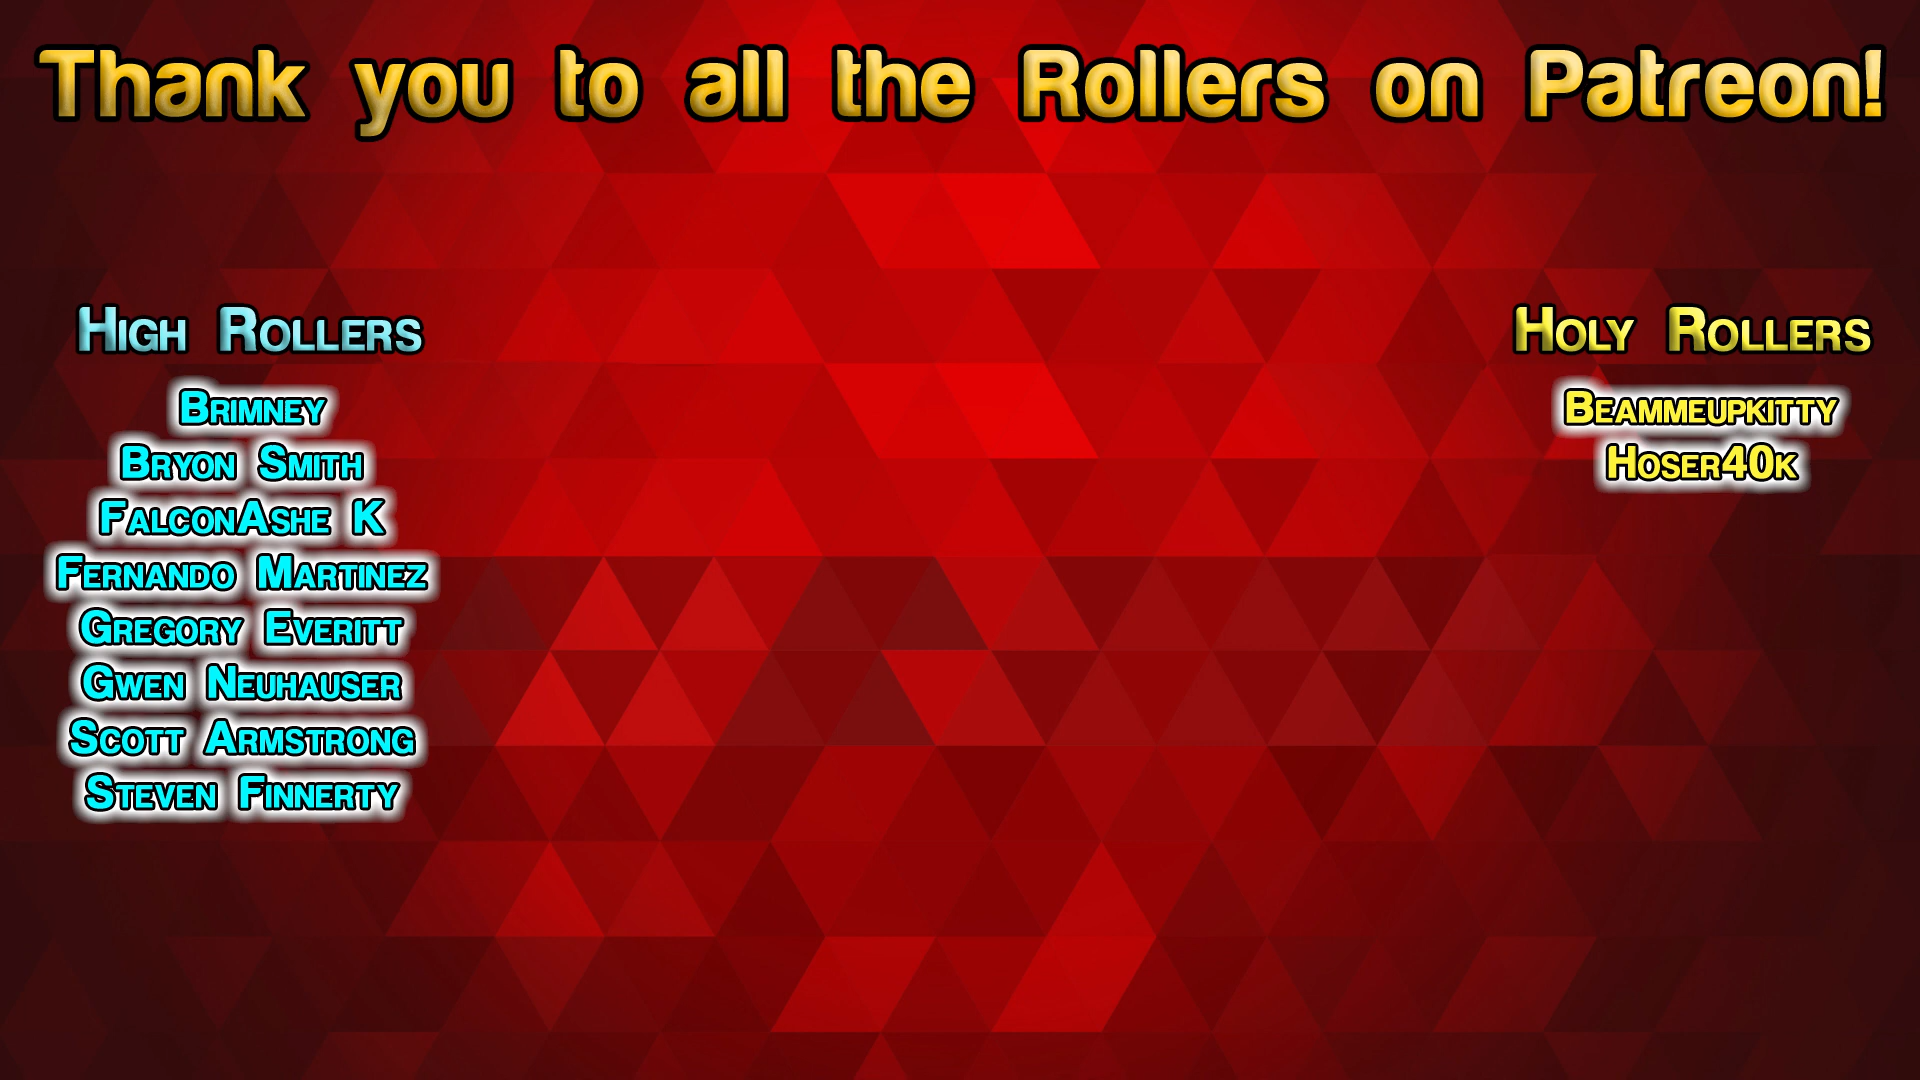 Thank you to all the Rollers on Patreon!
High Rollers
Brimney
Bryon Smith
FalconAshe K
Fernando Martinez
Gregory Everitt
Gwen Neuhauser
Scott Armstrong
Steven Finnerty
Holy Rollers
Beammeupkitty
Hoser40k